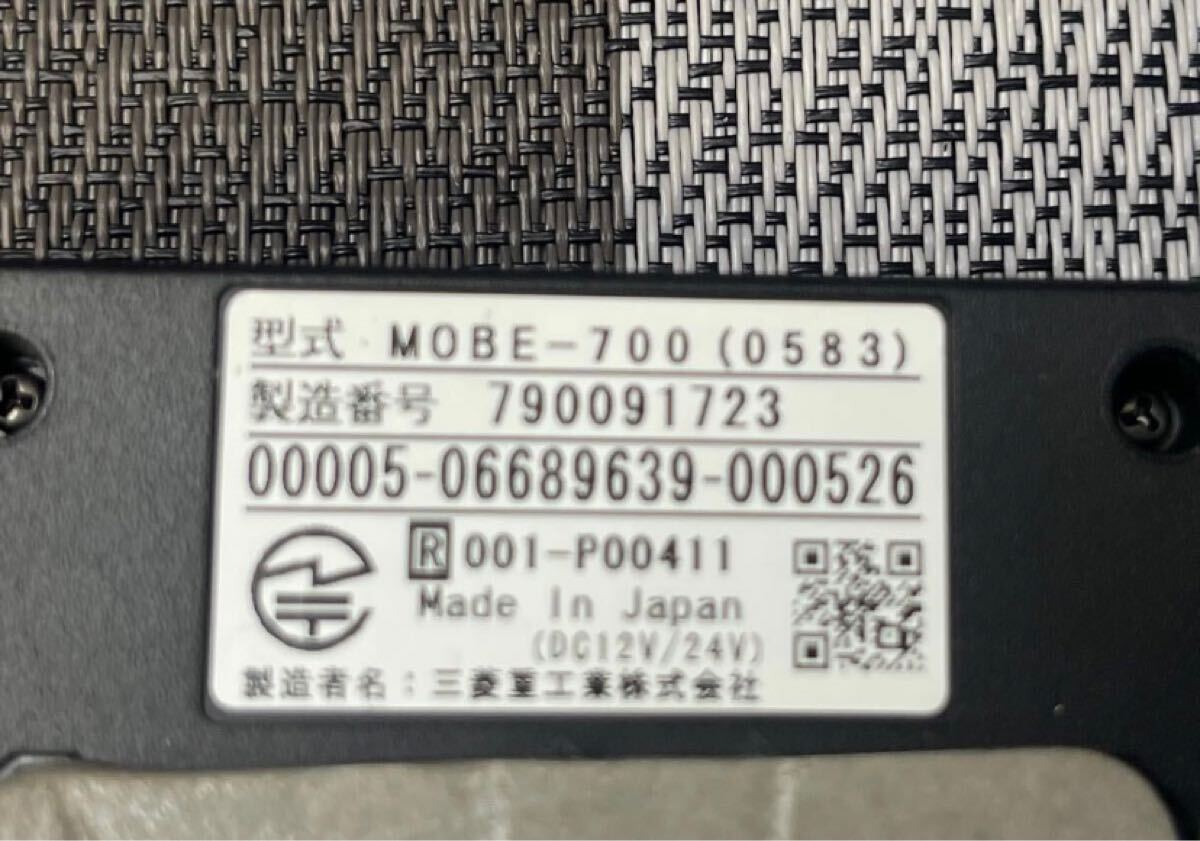 型式 MOBE-700(0583)
製造番号 790091723
00005-06689639-000526
R 001-P00411
Made In Japan
(DC12V/24V)
製造者名:三菱重工業株式会社